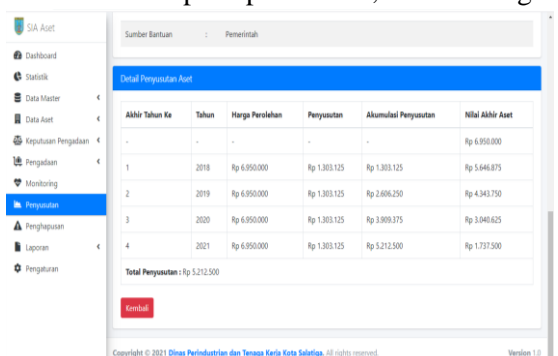 SIA Aset
Dashboard
Statistik
Data Master
Data Aset
Keputusan Pengadaan
Pengadaan
Monitoring
Penyusutan
Penghapusan
Laporan
Pengaturan
Sumber Bantuan : Pemerintah
Detail Penyusutan Aset
Akhir Tahun Ke Tahun Harga Perolehan Penyusutan Akumulasi Penyusutan Nilai Akhir Aset
- - - - - Rp 6.950.000
1 2018 Rp 6.950.000 Rp 1.303.125 Rp 1.303.125 Rp 5.646.875
2 2019 Rp 6.950.000 Rp 1.303.125 Rp 2.606.250 Rp 4.343.750
3 2020 Rp 6.950.000 Rp 1.303.125 Rp 3.909.375 Rp 3.040.625
4 2021 Rp 6.950.000 Rp 1.303.125 Rp 5.212.500 Rp 1.737.500
Total Penyusutan : Rp 5.212.500
Kembali
Copyright © 2021 Dinas Perindustrian dan Tenaga Kerja Kota Salatiga. All rights reserved. Version 1.0